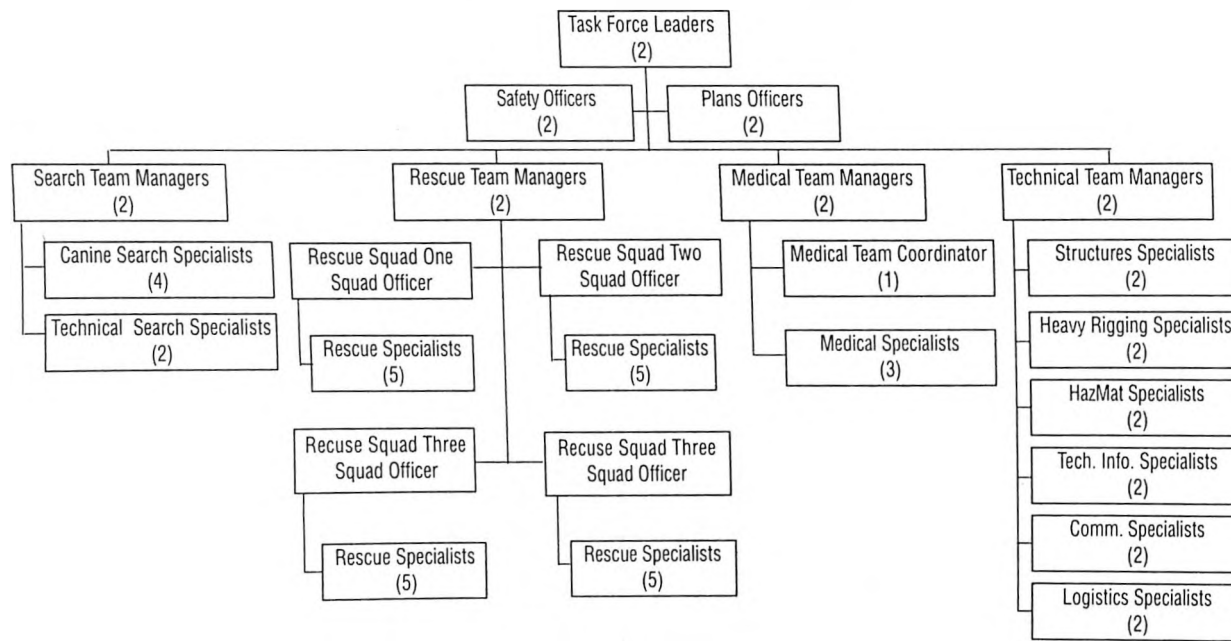 Task Force Leaders
(2)
Safety Officers
(2)
Plans Officers
(2)
Search Team Managers
(2)
Canine Search Specialists
(4)
Technical Search Specialists
(2)
Rescue Team Managers
(2)
Rescue Squad One
Squad Officer
Rescue Specialists
(5)
Rescue Squad Two
Squad Officer
Rescue Specialists
(5)
Recuse Squad Three
Squad Officer
Rescue Specialists
(5)
Recuse Squad Three
Squad Officer
Rescue Specialists
(5)
Medical Team Managers
(2)
Medical Team Coordinator
(1)
Medical Specialists
(3)
Technical Team Managers
(2)
Structures Specialists
(2)
Heavy Rigging Specialists
(2)
HazMat Specialists
(2)
Tech. Info. Specialists
(2)
Comm. Specialists
(2)
Logistics Specialists
(2)